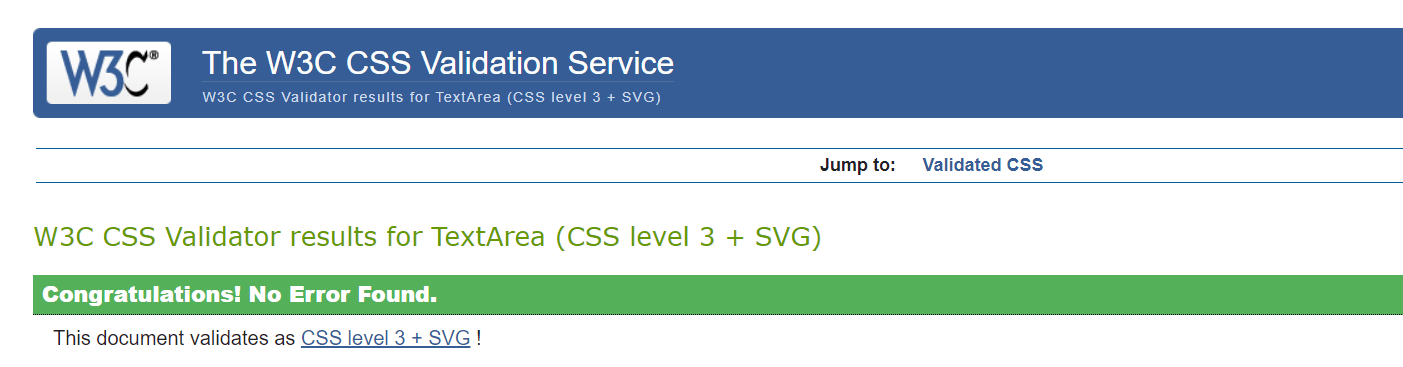 W3C®
The W3C CSS Validation Service
W3C CSS Validator results for TextArea (CSS level 3 + SVG)
Jump to: Validated CSS
W3C CSS Validator results for TextArea (CSS level 3 + SVG)
Congratulations! No Error Found.
This document validates as CSS level 3 + SVG !